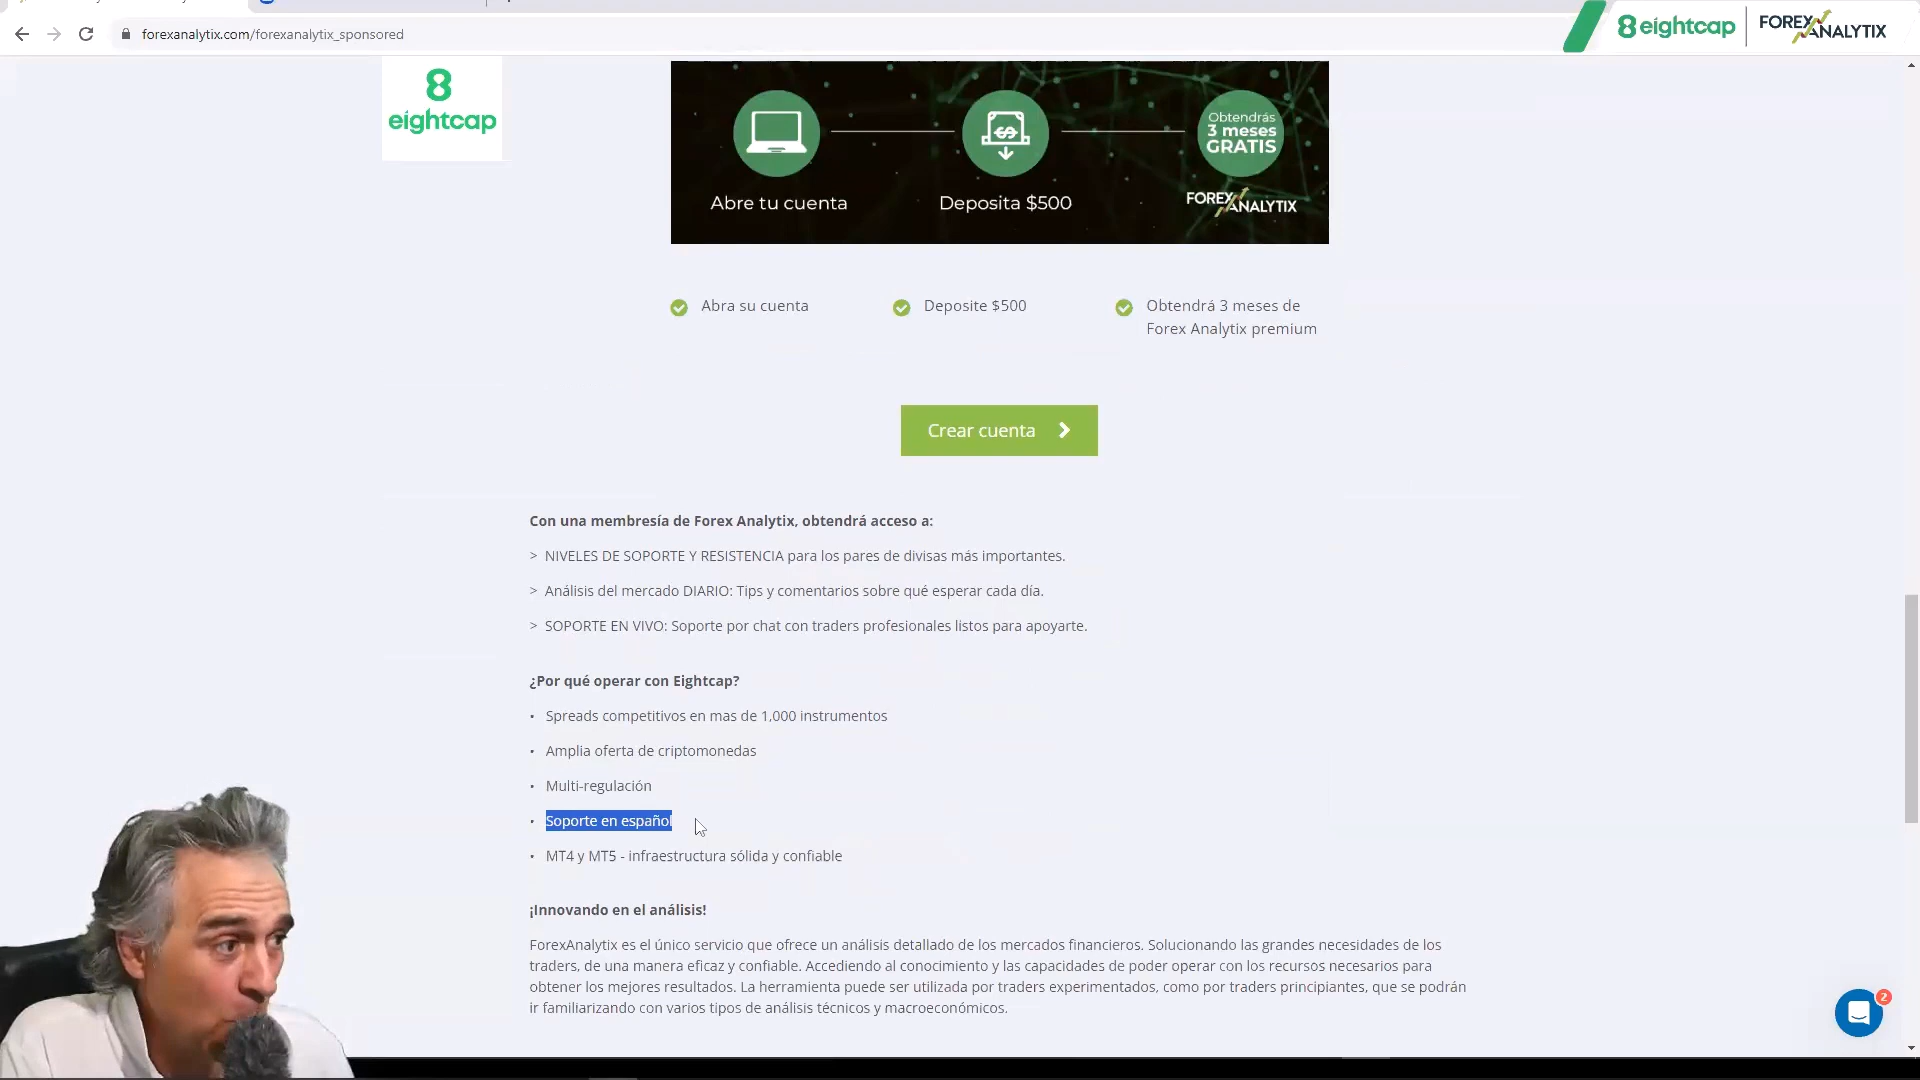 forexanalytix.com/forexanalytix_sponsored
8 eightcap
FOREX ANALYTIX
8
eightcap
Abre tu cuenta
Deposita $500
Obtendrás
3 meses
GRATIS
FOREX ANALYTIX
Abra su cuenta
Deposite $500
Obtendrá 3 meses de
Forex Analytix premium
Crear cuenta
Con una membresía de Forex Analytix, obtendrá acceso a:
> NIVELES DE SOPORTE Y RESISTENCIA para los pares de divisas más importantes.
> Análisis del mercado DIARIO: Tips y comentarios sobre qué esperar cada día.
> SOPORTE EN VIVO: Soporte por chat con traders profesionales listos para apoyarte.
¿Por qué operar con Eightcap?
• Spreads competitivos en mas de 1,000 instrumentos
• Amplia oferta de criptomonedas
• Multi-regulación
• Soporte en español
• MT4 y MT5 - infraestructura sólida y confiable
¡Innovando en el análisis!
ForexAnalytix es el único servicio que ofrece un análisis detallado de los mercados financieros. Solucionando las grandes necesidades de los
traders, de una manera eficaz y confiable. Accediendo al conocimiento y las capacidades de poder operar con los recursos necesarios para
obtener los mejores resultados. La herramienta puede ser utilizada por traders experimentados, como por traders principiantes, que se podrán
ir familiarizando con varios tipos de análisis técnicos y macroeconómicos.
2